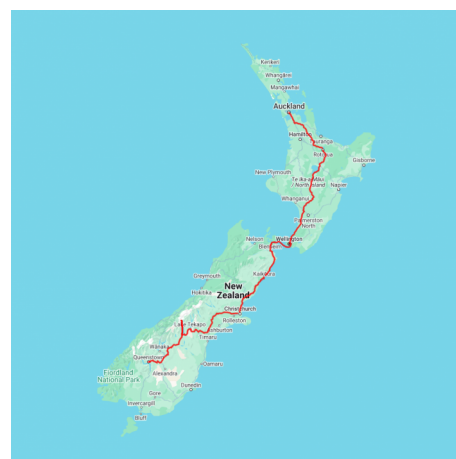 Kerikeri
Whangārei
Mangawhai
Auckland
Hamilton
Tauranga
Rotorua
Gisborne
New Plymouth
Te Ika-a-Māui
/ North Island
Napier
Whanganui
Palmerston
North
Nelson
Wellington
Blenheim
Kaikōura
Greymouth
New
Zealand
Hokitika
Christchurch
Rolleston
Lake Tekapo
Ashburton
Timaru
Wānaka
Queenstown
Oamaru
Fiordland
National Park
Alexandra
Dunedin
Gore
Invercargill
Bluff